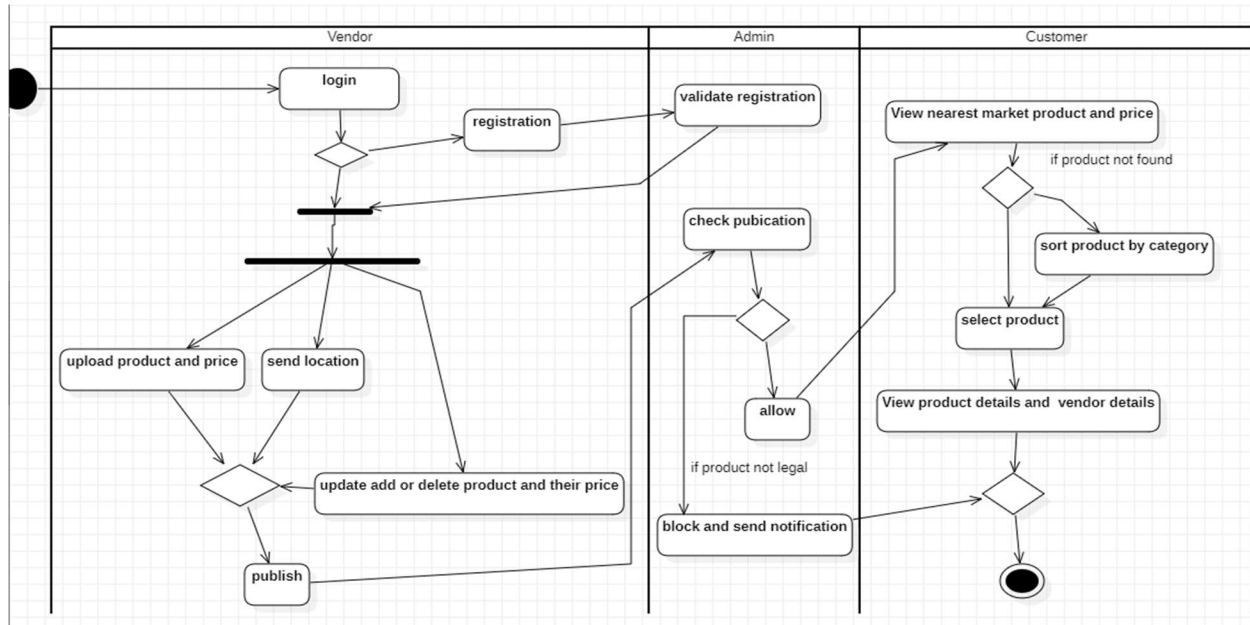 Vendor
Admin
Customer
login
registration
validate registration
View nearest market product and price
if product not found
check pubication
sort product by category
select product
upload product and price
send location
allow
View product details and  vendor details
if product not legal
update add or delete product and their price
block and send notification
publish